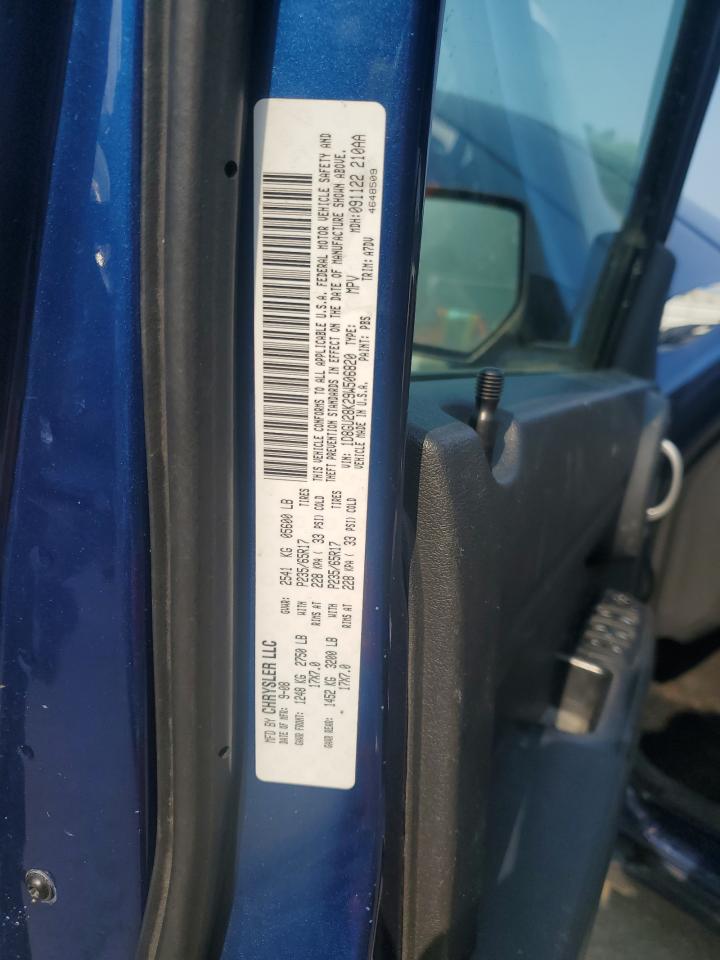 MFD BY CHRYSLER LLC
DATE OF MFR: 9-08 GVWR: 2541 KG 05600 LB
GAWR FRONT: 1248 KG 2750 LB WITH P235/65R17 TIRES
17X7.0 RIMS AT 228 KPA( 33 PSI) COLD
GAWR REAR: 1452 KG 3200 LB WITH P235/65R17 TIRES
17X7.0 RIMS AT 228 KPA( 33 PSI) COLD
THIS VEHICLE CONFORMS TO ALL APPLICABLE U.S.A. FEDERAL MOTOR VEHICLE SAFETY AND
THEFT PREVENTION STANDARDS IN EFFECT ON THE DATE OF MANUFACTURE SHOWN ABOVE.
VIN: 1D8GU28K29W506820 TYPE: MPV MDH:091122 210AA
VEHICLE MADE IN U.S.A. PAINT: PBS TRIM: A7DV 4648509